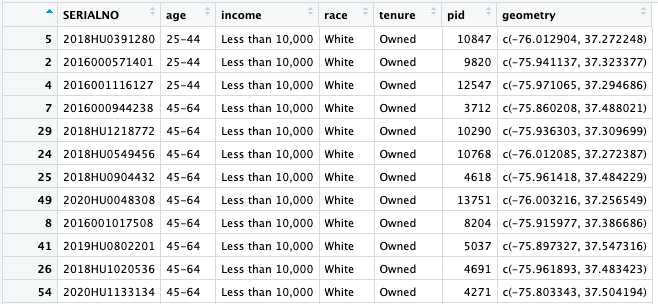 SERIALNO age income race tenure pid geometry
5 2018HU0391280 25-44 Less than 10,000 White Owned 10847 c(-76.012904, 37.272248)
2 2016000571401 25-44 Less than 10,000 White Owned 9820 c(-75.941137, 37.323377)
4 2016001116127 25-44 Less than 10,000 White Owned 12547 c(-75.971065, 37.294686)
7 2016000944238 45-64 Less than 10,000 White Owned 3712 c(-75.860208, 37.488021)
29 2018HU1218772 45-64 Less than 10,000 White Owned 10290 c(-75.936303, 37.309699)
24 2018HU0549456 45-64 Less than 10,000 White Owned 10768 c(-76.012085, 37.272387)
25 2018HU0904432 45-64 Less than 10,000 White Owned 4618 c(-75.961418, 37.484229)
49 2020HU0048308 45-64 Less than 10,000 White Owned 13751 c(-76.003216, 37.256549)
8 2016001017508 45-64 Less than 10,000 White Owned 8204 c(-75.915977, 37.386686)
41 2019HU0802201 45-64 Less than 10,000 White Owned 5037 c(-75.897327, 37.547316)
26 2018HU1020536 45-64 Less than 10,000 White Owned 4691 c(-75.961893, 37.483423)
54 2020HU1133134 45-64 Less than 10,000 White Owned 4271 c(-75.803343, 37.504194)